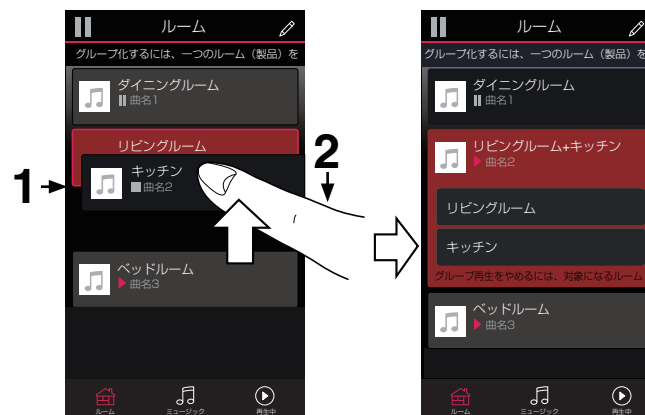 ルーム
グループ化するには、一つのルーム（製品）を
ダイニングルーム
曲名1
リビングルーム
キッチン
曲名2
ベッドルーム
曲名3
ルーム
ミュージック
再生中
1
2
ルーム
グループ化するには、一つのルーム（製品）を
ダイニングルーム
曲名1
リビングルーム+キッチン
曲名2
リビングルーム
キッチン
グループ再生をやめるには、対象になるルーム
ベッドルーム
曲名3
ルーム
ミュージック
再生中